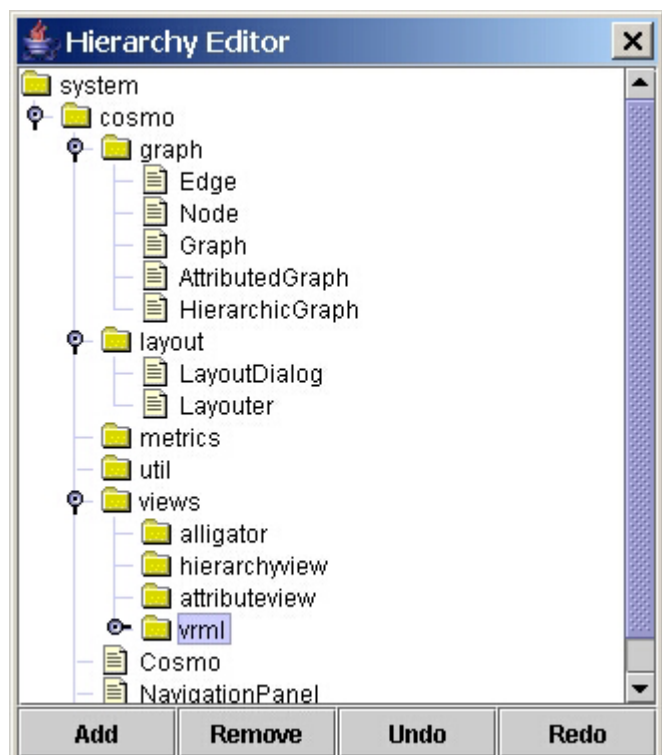 Hierarchy Editor
system
cosmo
graph
Edge
Node
Graph
AttributedGraph
HierarchicGraph
layout
LayoutDialog
Layouter
metrics
util
views
alligator
hierarchyview
attributeview
vrml
Cosmo
NavigationPanel
Add Remove Undo Redo